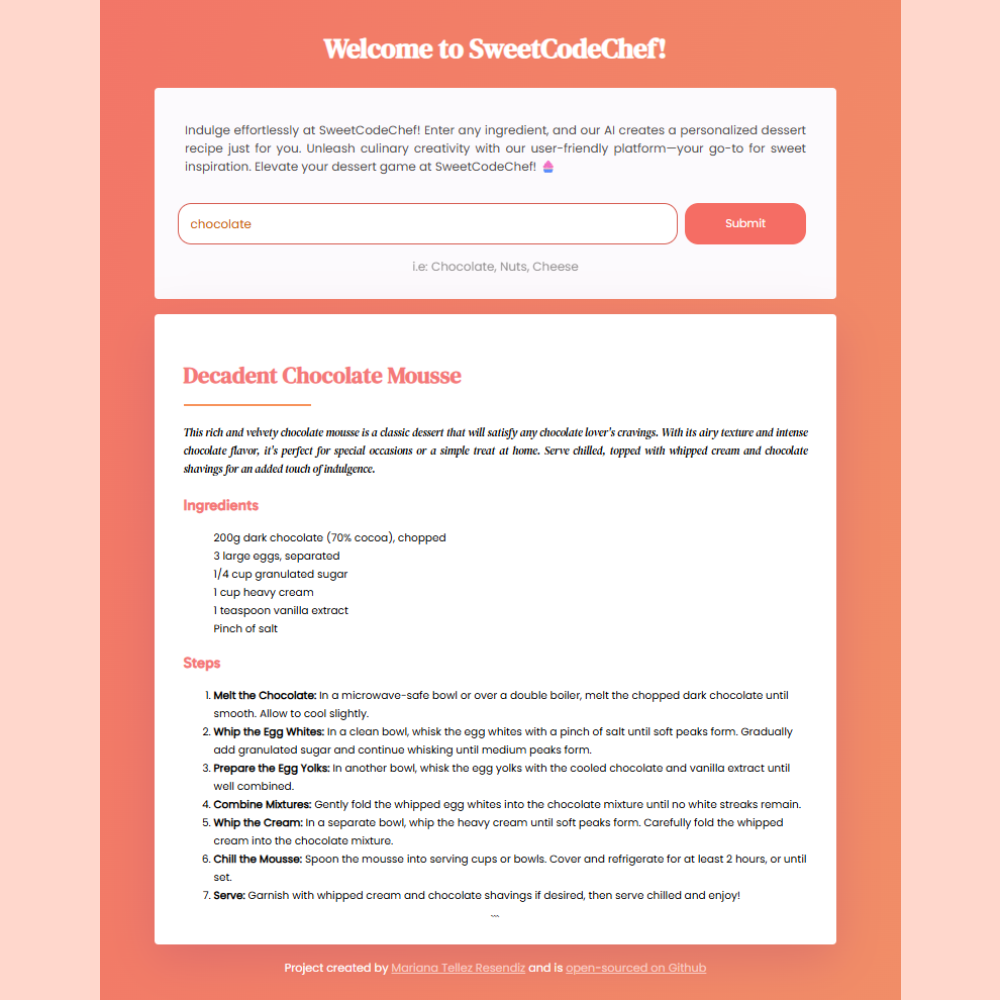 Welcome to SweetCodeChef!
Indulge effortlessly at SweetCodeChef! Enter any ingredient, and our AI creates a personalized dessert
recipe just for you. Unleash culinary creativity with our user-friendly platform—your go-to for sweet
inspiration. Elevate your dessert game at SweetCodeChef! 🧁
chocolate
Submit
i.e: Chocolate, Nuts, Cheese
Decadent Chocolate Mousse
This rich and velvety chocolate mousse is a classic dessert that will satisfy any chocolate lover's cravings. With its airy texture and intense
chocolate flavor, it's perfect for special occasions or a simple treat at home. Serve chilled, topped with whipped cream and chocolate
shavings for an added touch of indulgence.
Ingredients
200g dark chocolate (70% cocoa), chopped
3 large eggs, separated
1/4 cup granulated sugar
1 cup heavy cream
1 teaspoon vanilla extract
Pinch of salt
Steps
1. Melt the Chocolate: In a microwave-safe bowl or over a double boiler, melt the chopped dark chocolate until
smooth. Allow to cool slightly.
2. Whip the Egg Whites: In a clean bowl, whisk the egg whites with a pinch of salt until soft peaks form. Gradually
add granulated sugar and continue whisking until medium peaks form.
3. Prepare the Egg Yolks: In another bowl, whisk the egg yolks with the cooled chocolate and vanilla extract until
well combined.
4. Combine Mixtures: Gently fold the whipped egg whites into the chocolate mixture until no white streaks remain.
5. Whip the Cream: In a separate bowl, whip the heavy cream until soft peaks form. Carefully fold the whipped
cream into the chocolate mixture.
6. Chill the Mousse: Spoon the mousse into serving cups or bowls. Cover and refrigerate for at least 2 hours, or until
set.
7. Serve: Garnish with whipped cream and chocolate shavings if desired, then serve chilled and enjoy!
```
Project created by Mariana Tellez Resendiz and is open-sourced on Github